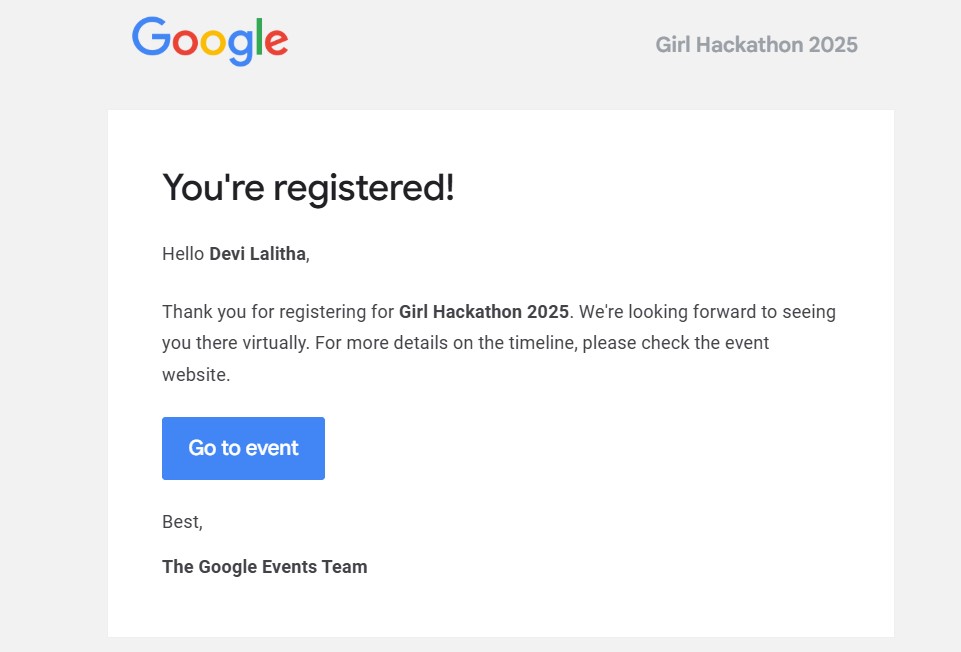 Google
Girl Hackathon 2025
You're registered!
Hello Devi Lalitha,
Thank you for registering for Girl Hackathon 2025. We're looking forward to seeing
you there virtually. For more details on the timeline, please check the event
website.
Go to event
Best,
The Google Events Team